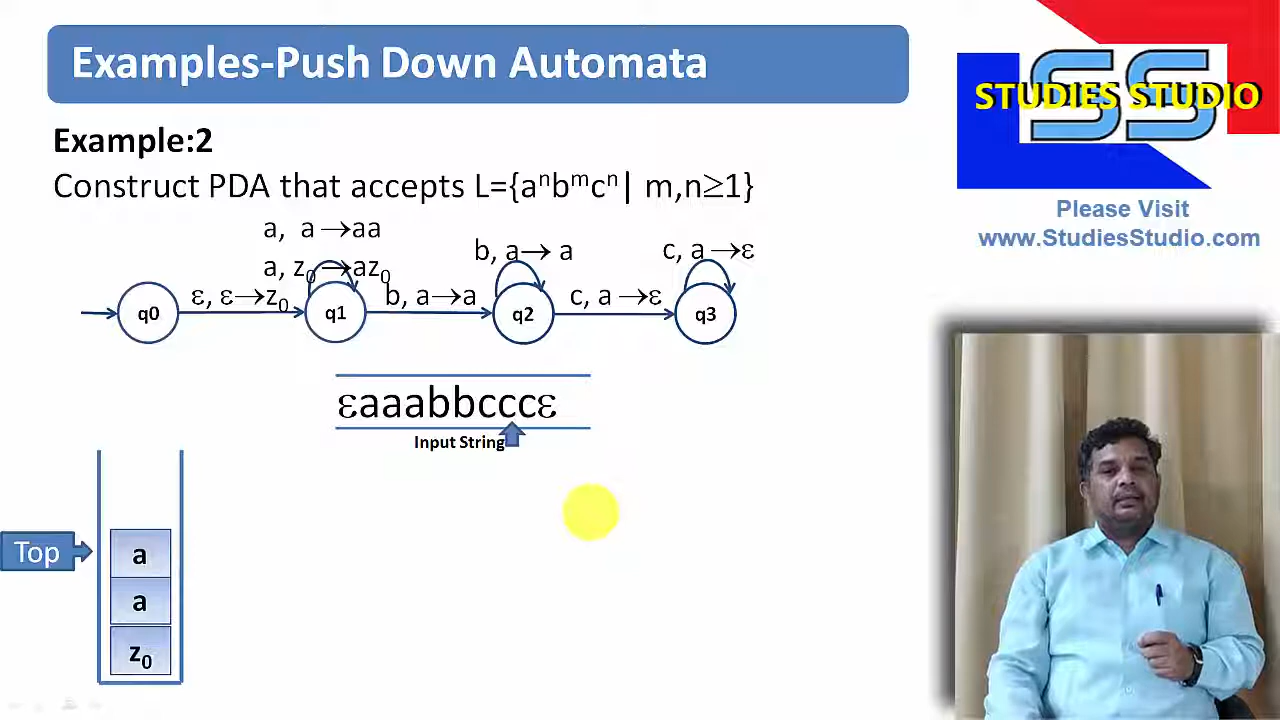 Examples-Push Down Automata
STUDIES STUDIO
Please Visit
www.StudiesStudio.com
Example:2
Construct PDA that accepts L={aⁿbᵐcⁿ| m,n≥1}
a, a→aa
a, z₀→az₀
b, a→ a
c, a→ε
ε, ε→z₀
b, a→a
c, a →ε
q0
q1
q2
q3
εaaabbcccε
Input String
Top
a
a
z₀